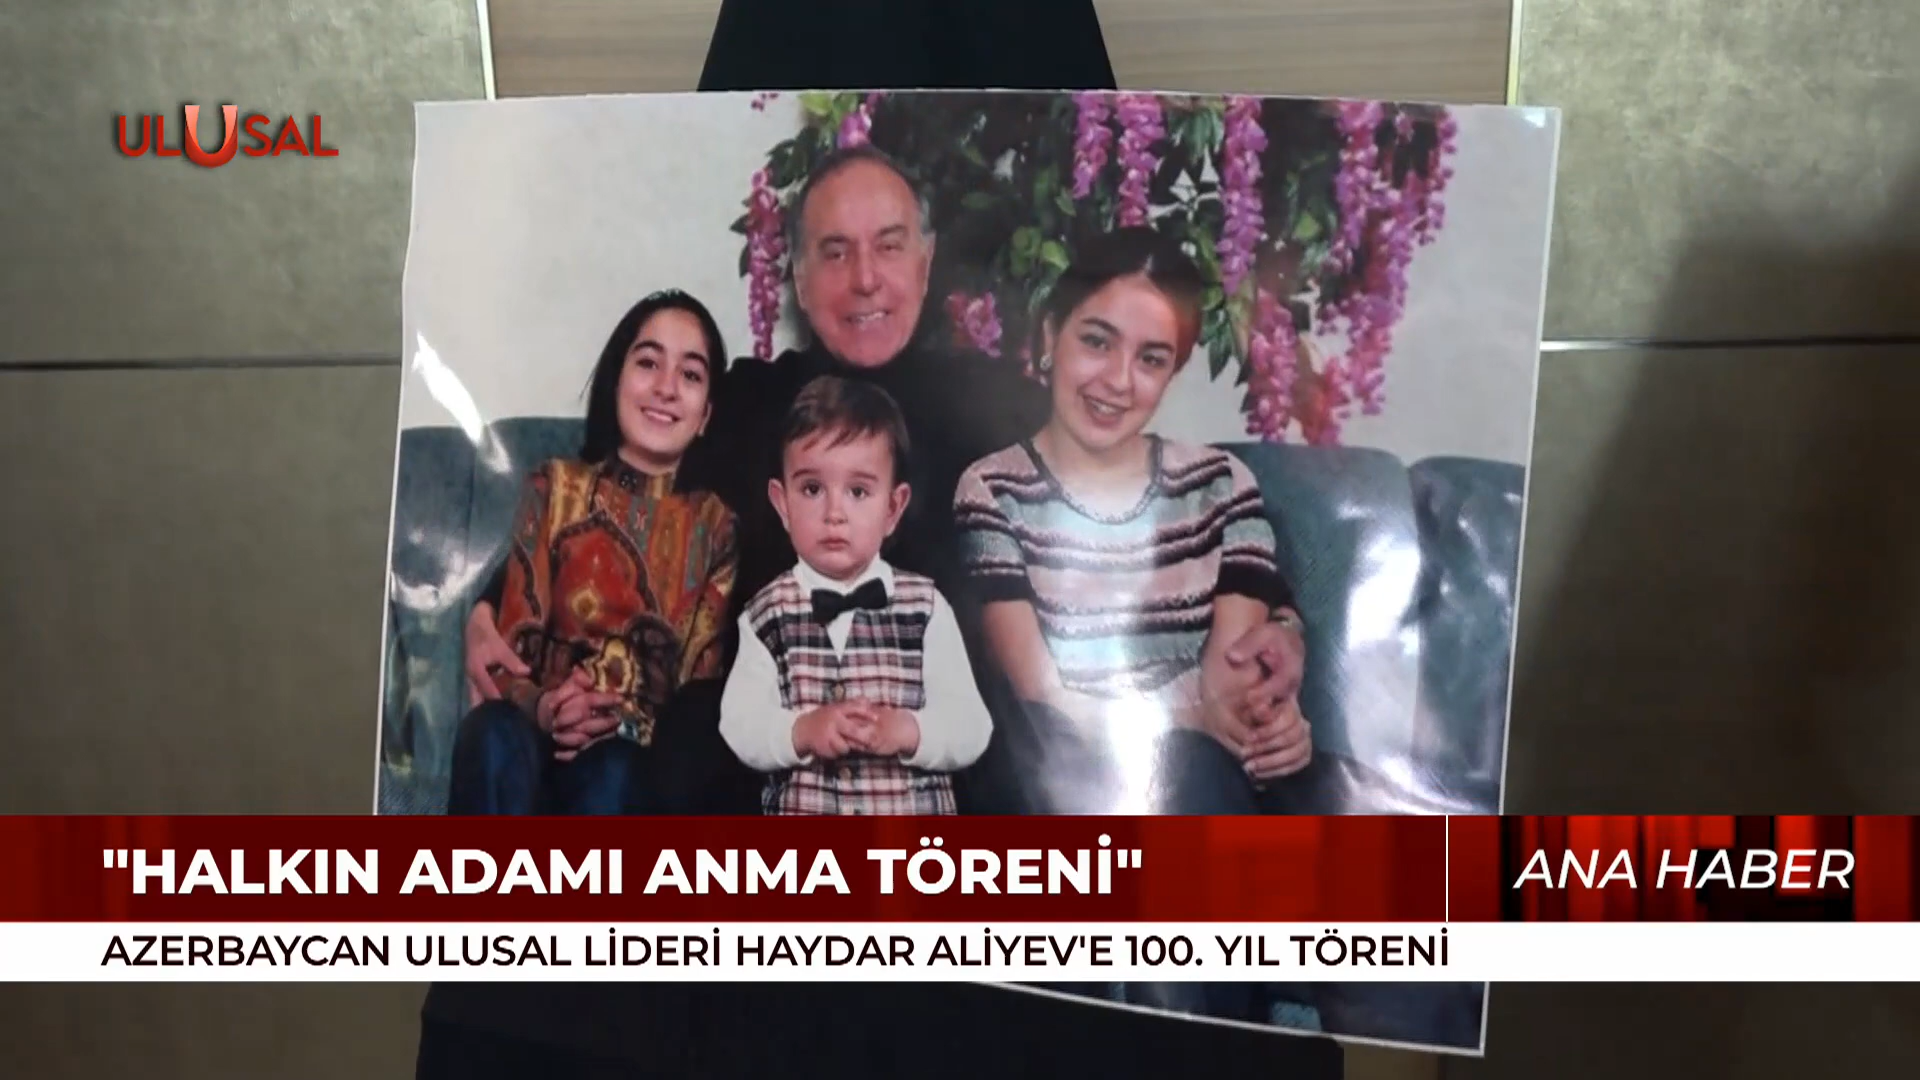 ULUSAL
"HALKIN ADAMI ANMA TÖRENİ"
ANA HABER
AZERBAYCAN ULUSAL LİDERİ HAYDAR ALİYEV'E 100. YIL TÖRENİ